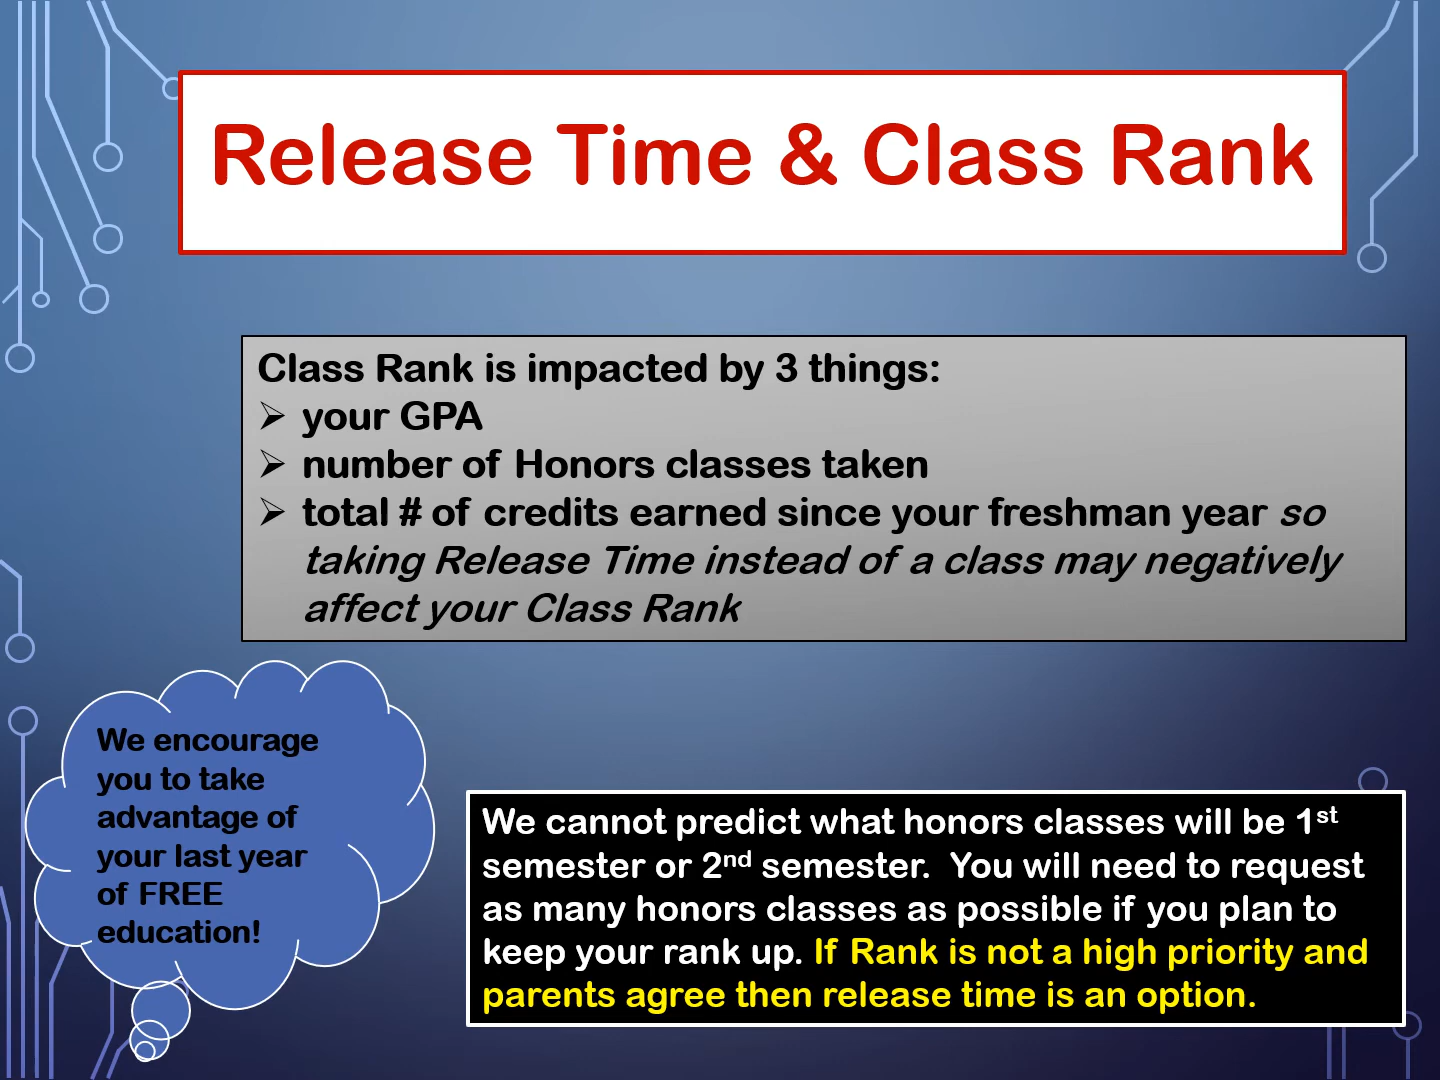 Release Time & Class Rank
Class Rank is impacted by 3 things:
➢ your GPA
➢ number of Honors classes taken
➢ total # of credits earned since your freshman year so
taking Release Time instead of a class may negatively
affect your Class Rank
We encourage
you to take
advantage of
your last year
of FREE
education!
We cannot predict what honors classes will be 1st
semester or 2nd semester.  You will need to request
as many honors classes as possible if you plan to
keep your rank up. If Rank is not a high priority and
parents agree then release time is an option.